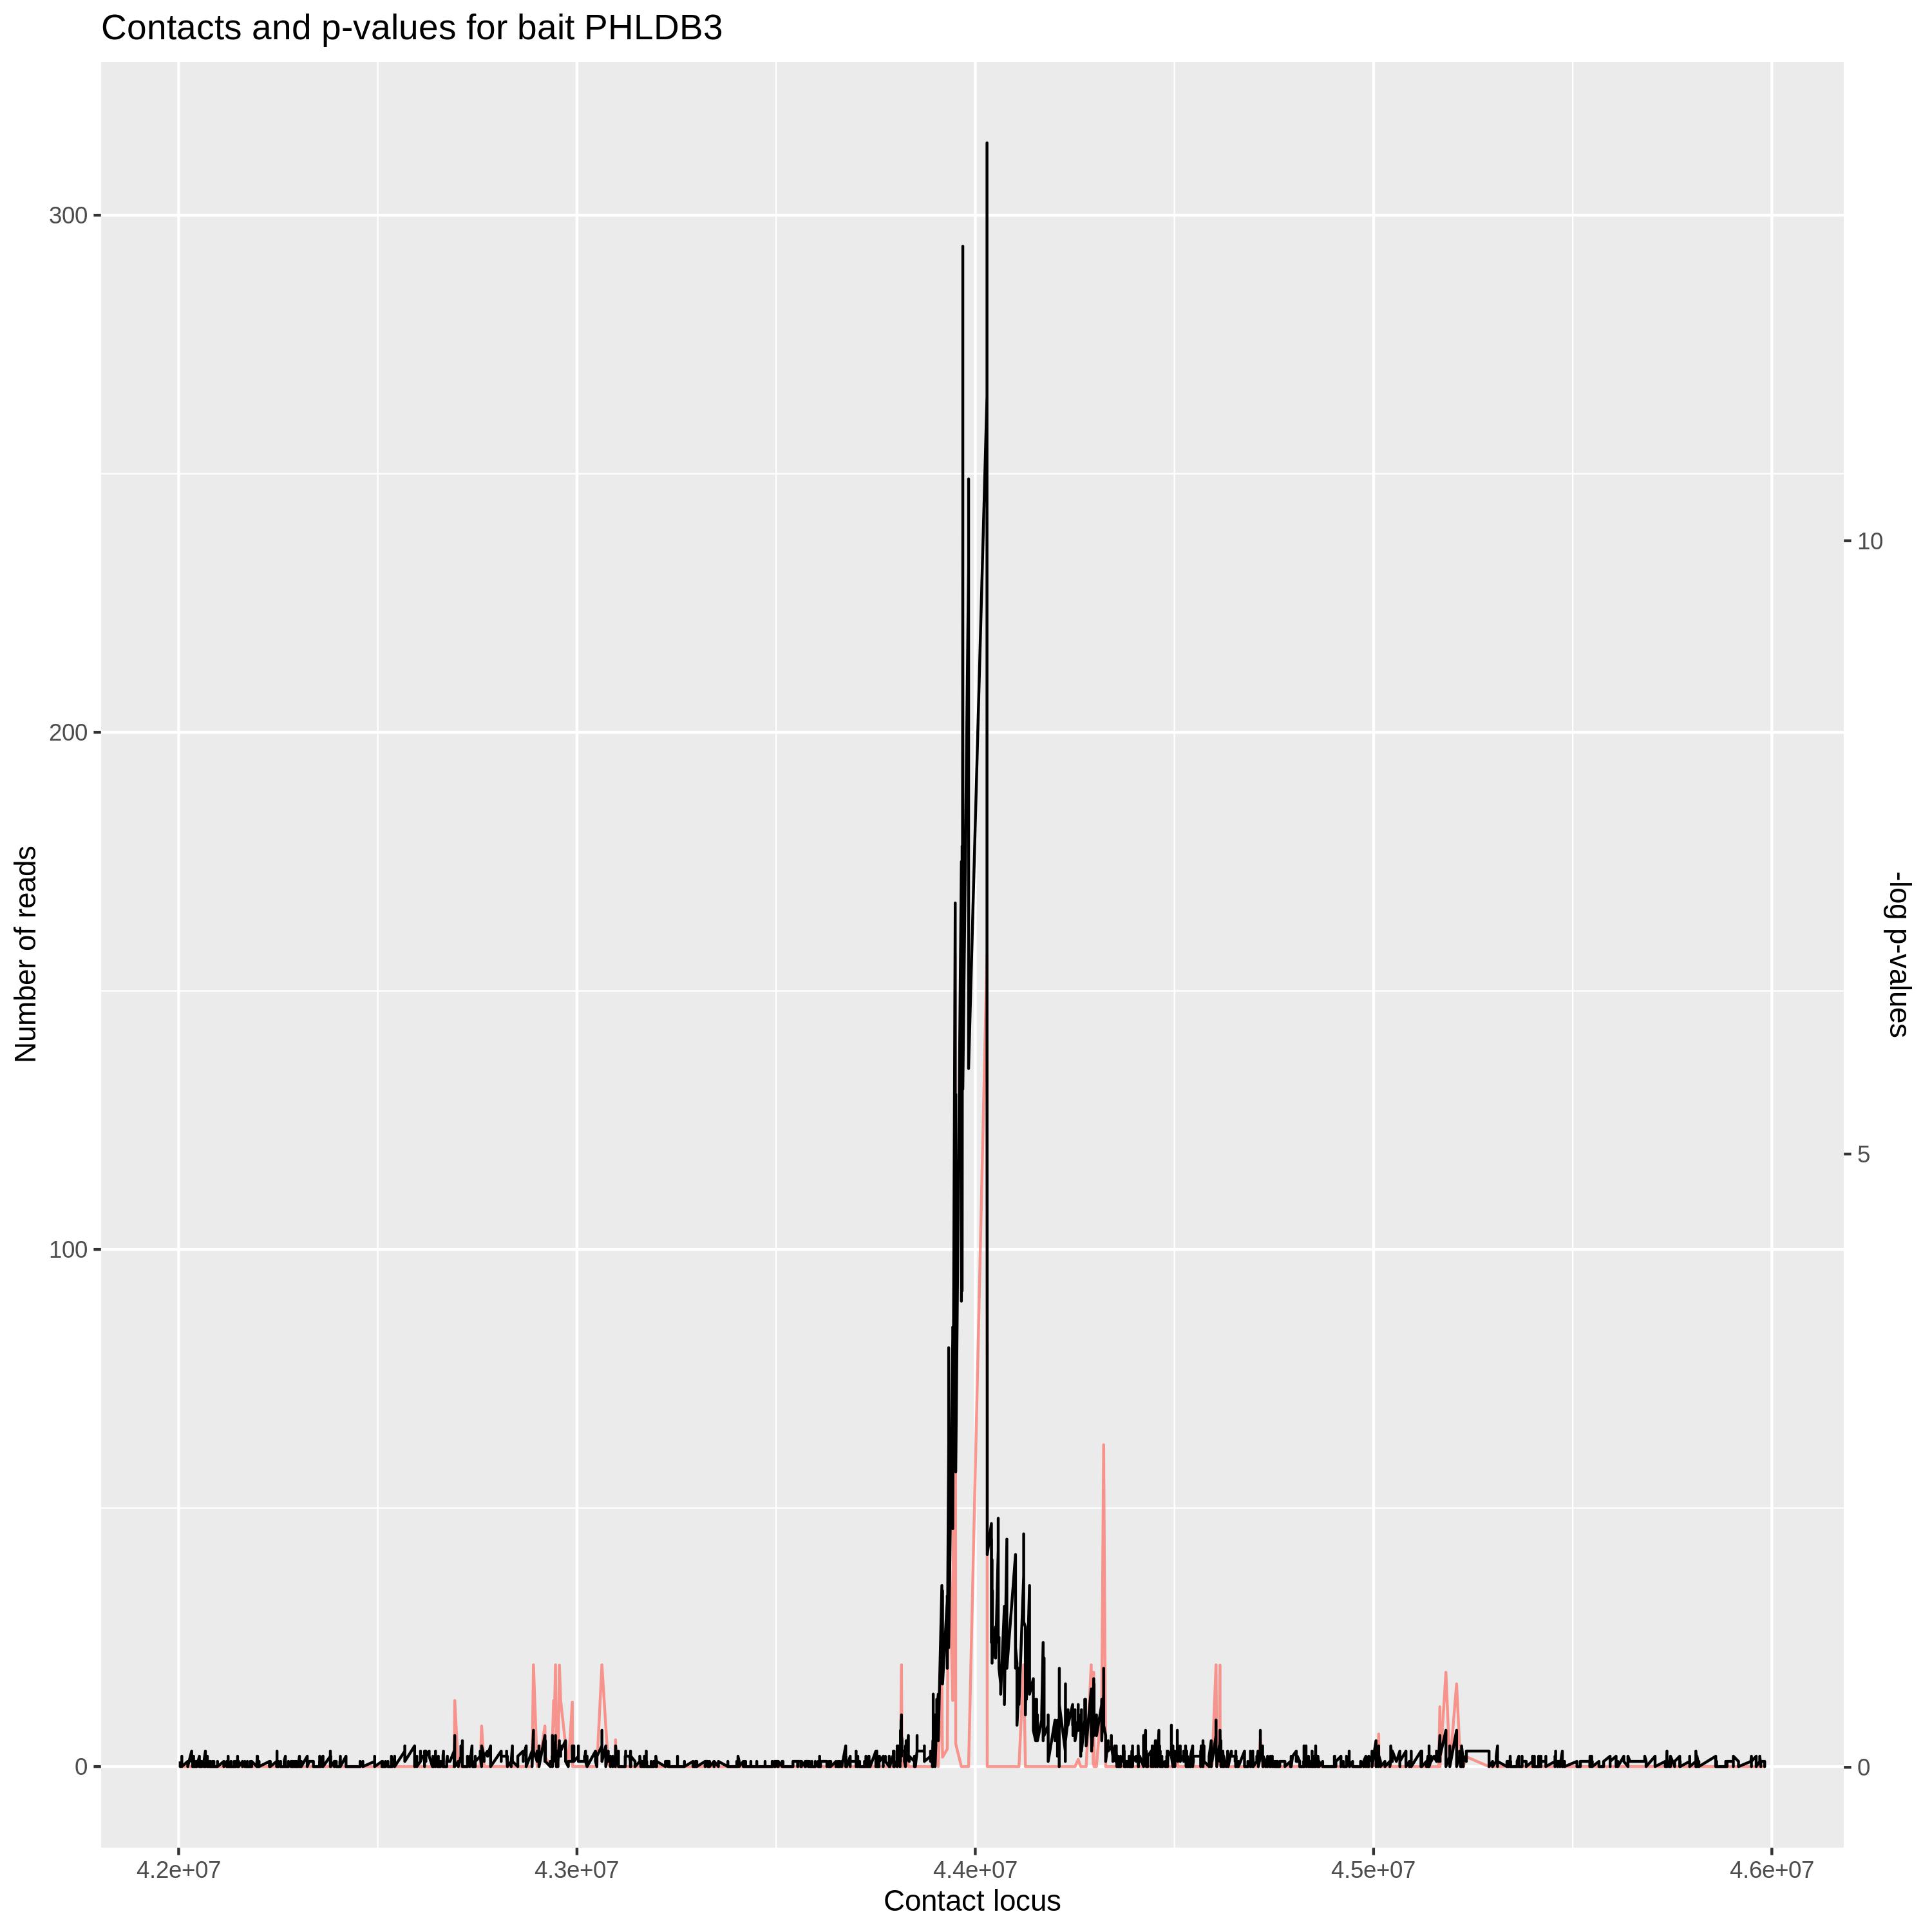 Contacts and p-values for bait PHLDB3
300
200
100
0
Number of reads
10
5
0
-log p-values
4.2e+07 4.3e+07 4.4e+07 4.5e+07 4.6e+07
Contact locus